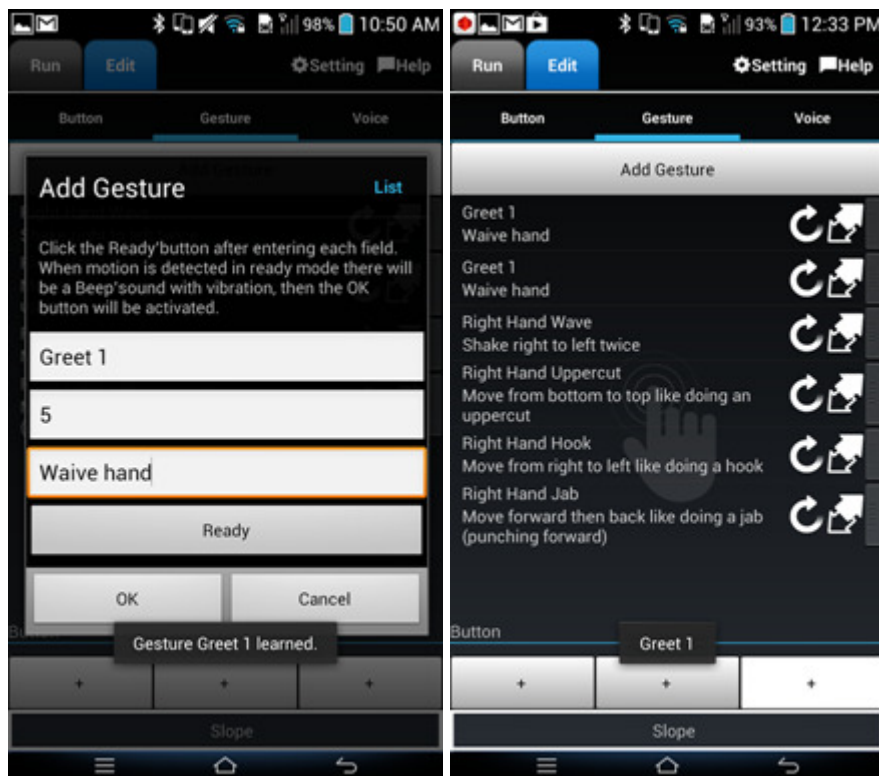 98% 10:50 AM
Run Edit Setting Help
Button Gesture Voice
Add Gesture List
Click the Ready'button after entering each field.
When motion is detected in ready mode there will
be a Beep'sound with vibration, then the OK
button will be activated.
Greet 1
5
Waive hand
Ready
OK Cancel
Gesture Greet 1 learned.
+ + +
Slope
93% 12:33 PM
Run Edit Setting Help
Button Gesture Voice
Add Gesture
Greet 1
Waive hand
Greet 1
Waive hand
Right Hand Wave
Shake right to left twice
Right Hand Uppercut
Move from bottom to top like doing an
uppercut
Right Hand Hook
Move from right to left like doing a hook
Right Hand Jab
Move forward then back like doing a jab
(punching forward)
Button
Greet 1
+ + +
Slope